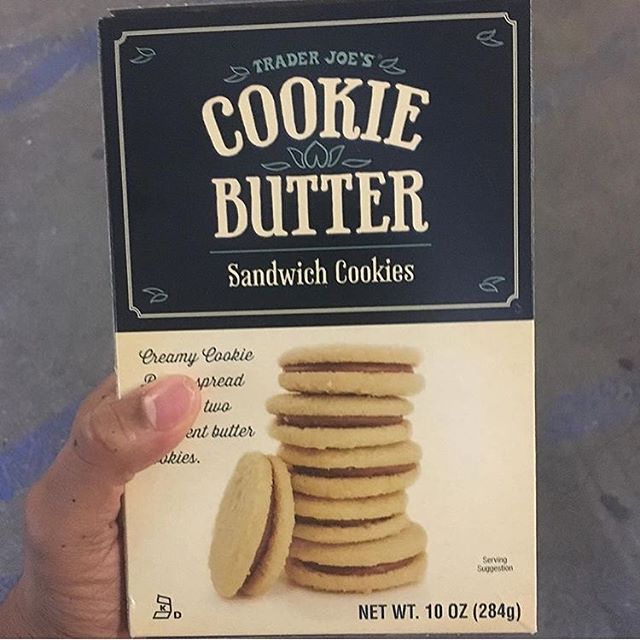 TRADER JOE'S
COOKIE
BUTTER
Sandwich Cookies
Creamy Cookie
spread
two
butter
Serving
Suggestion
K D
NET WT. 10 OZ (284g)